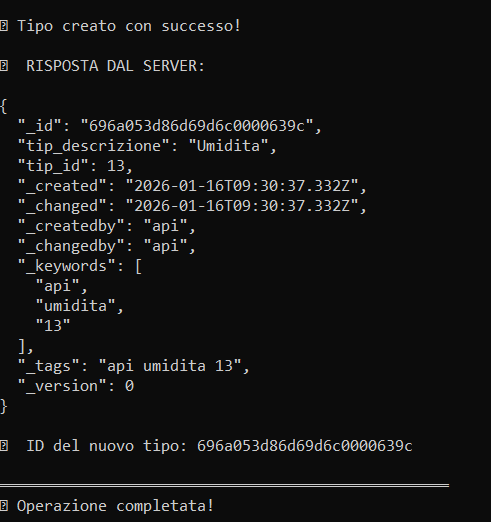 Tipo creato con successo!
RISPOSTA DAL SERVER:
{
"_id": "696a053d86d69d6c0000639c",
"tip_descrizione": "Umidita",
"tip_id": 13,
"_created": "2026-01-16T09:30:37.332Z",
"_changed": "2026-01-16T09:30:37.332Z",
"_createdby": "api",
"_changedby": "api",
"_keywords": [
"api",
"umidita",
"13"
],
"_tags": "api umidita 13",
"_version": 0
}
ID del nuovo tipo: 696a053d86d69d6c0000639c
Operazione completata!